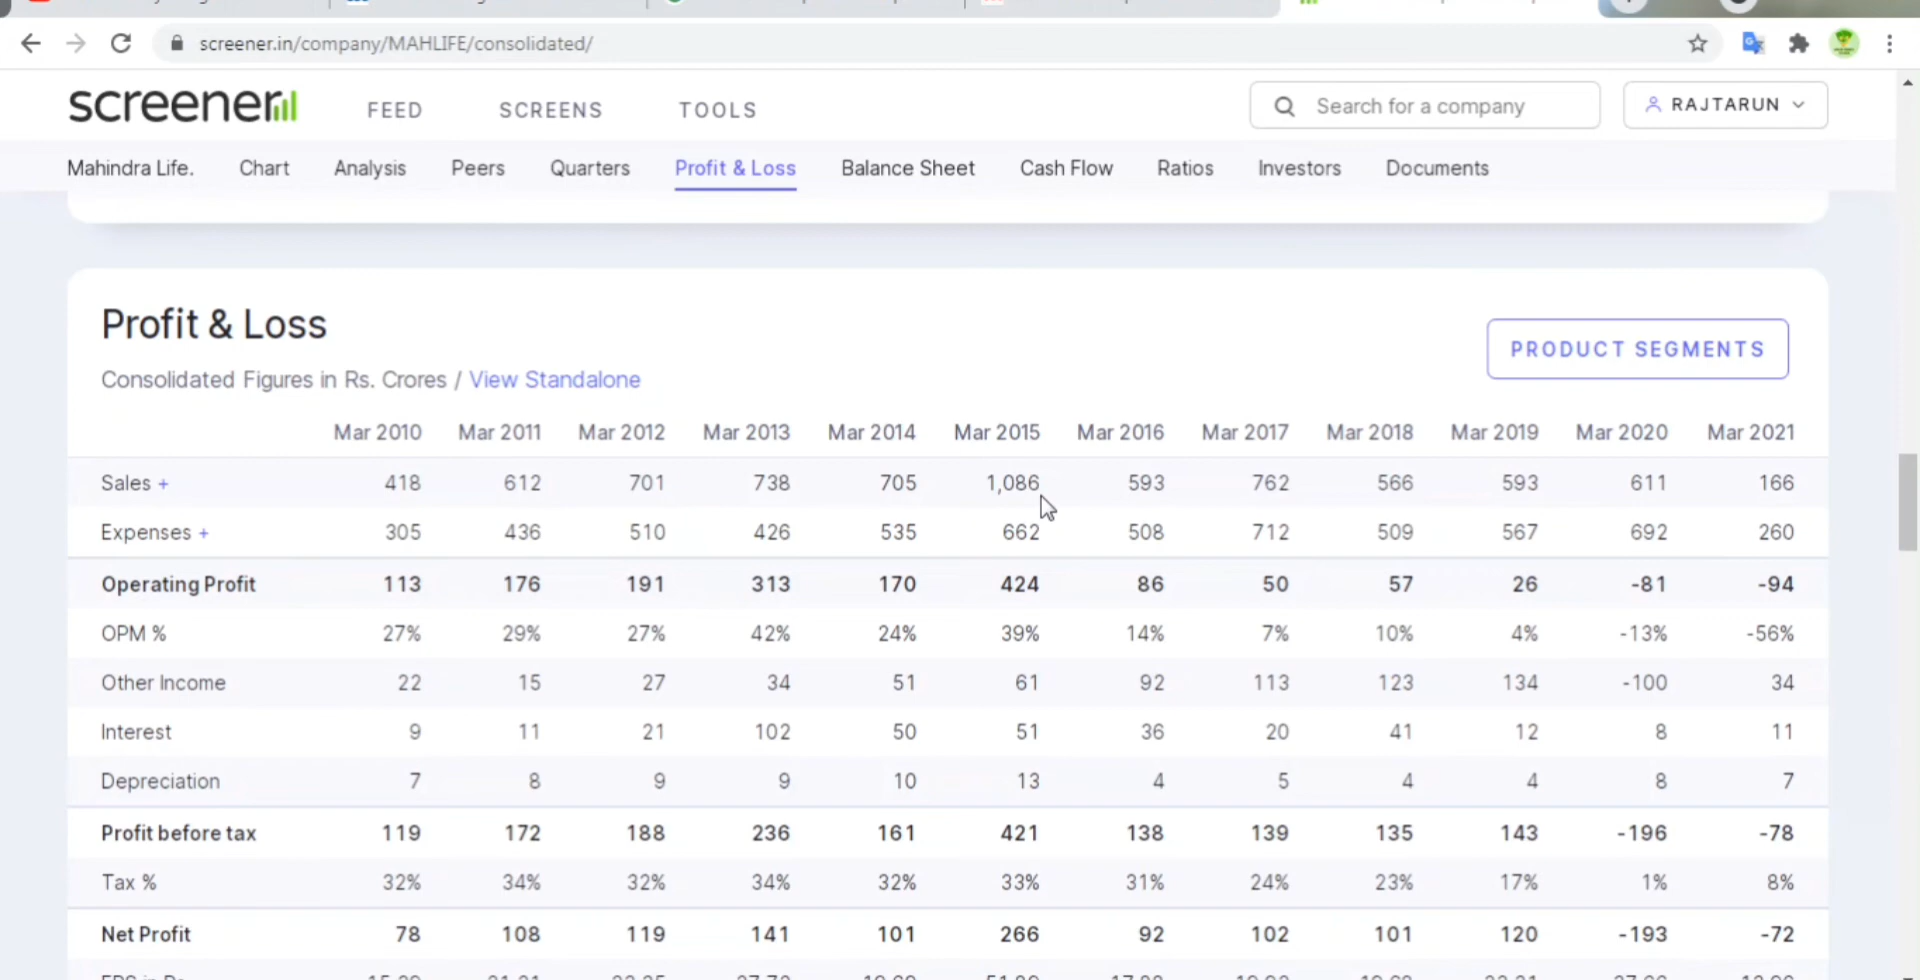 screener.in/company/MAHLIFE/consolidated/
screener
FEED SCREENS TOOLS
Search for a company
RAJTARUN
Mahindra Life. Chart Analysis Peers Quarters Profit & Loss Balance Sheet Cash Flow Ratios Investors Documents
Profit & Loss
PRODUCT SEGMENTS
Consolidated Figures in Rs. Crores / View Standalone
Mar 2010 Mar 2011 Mar 2012 Mar 2013 Mar 2014 Mar 2015 Mar 2016 Mar 2017 Mar 2018 Mar 2019 Mar 2020 Mar 2021
Sales + 418 612 701 738 705 1,086 593 762 566 593 611 166
Expenses + 305 436 510 426 535 662 508 712 509 567 692 260
Operating Profit 113 176 191 313 170 424 86 50 57 26 -81 -94
OPM % 27% 29% 27% 42% 24% 39% 14% 7% 10% 4% -13% -56%
Other Income 22 15 27 34 51 61 92 113 123 134 -100 34
Interest 9 11 21 102 50 51 36 20 41 12 8 11
Depreciation 7 8 9 9 10 13 4 5 4 4 8 7
Profit before tax 119 172 188 236 161 421 138 139 135 143 -196 -78
Tax % 32% 34% 32% 34% 32% 33% 31% 24% 23% 17% 1% 8%
Net Profit 78 108 119 141 101 266 92 102 101 120 -193 -72